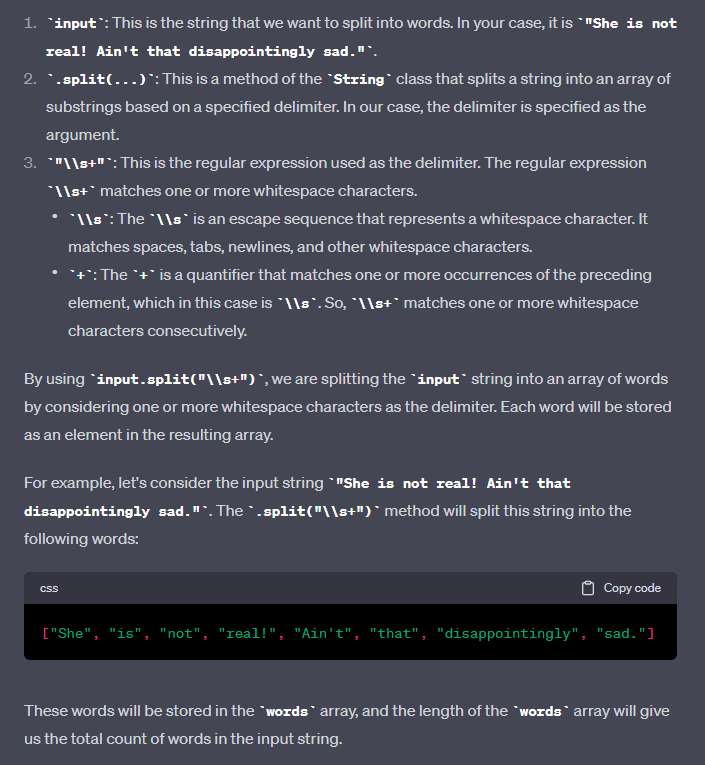 1. `input`: This is the string that we want to split into words. In your case, it is `"She is not
real! Ain't that disappointingly sad."`.
2. `.split(...)`: This is a method of the `String` class that splits a string into an array of
substrings based on a specified delimiter. In our case, the delimiter is specified as the
argument.
3. `"\\s+"`: This is the regular expression used as the delimiter. The regular expression
`\\s+` matches one or more whitespace characters.
• `\\s`: The `\\s` is an escape sequence that represents a whitespace character. It
matches spaces, tabs, newlines, and other whitespace characters.
• `+`: The `+` is a quantifier that matches one or more occurrences of the preceding
element, which in this case is `\\s`. So, `\\s+` matches one or more whitespace
characters consecutively.
By using `input.split("\\s+")`, we are splitting the `input` string into an array of words
by considering one or more whitespace characters as the delimiter. Each word will be stored
as an element in the resulting array.
For example, let's consider the input string `"She is not real! Ain't that
disappointingly sad."`. The `.split("\\s+")` method will split this string into the
following words:
css Copy code
["She", "is", "not", "real!", "Ain't", "that", "disappointingly", "sad."]
These words will be stored in the `words` array, and the length of the `words` array will give
us the total count of words in the input string.